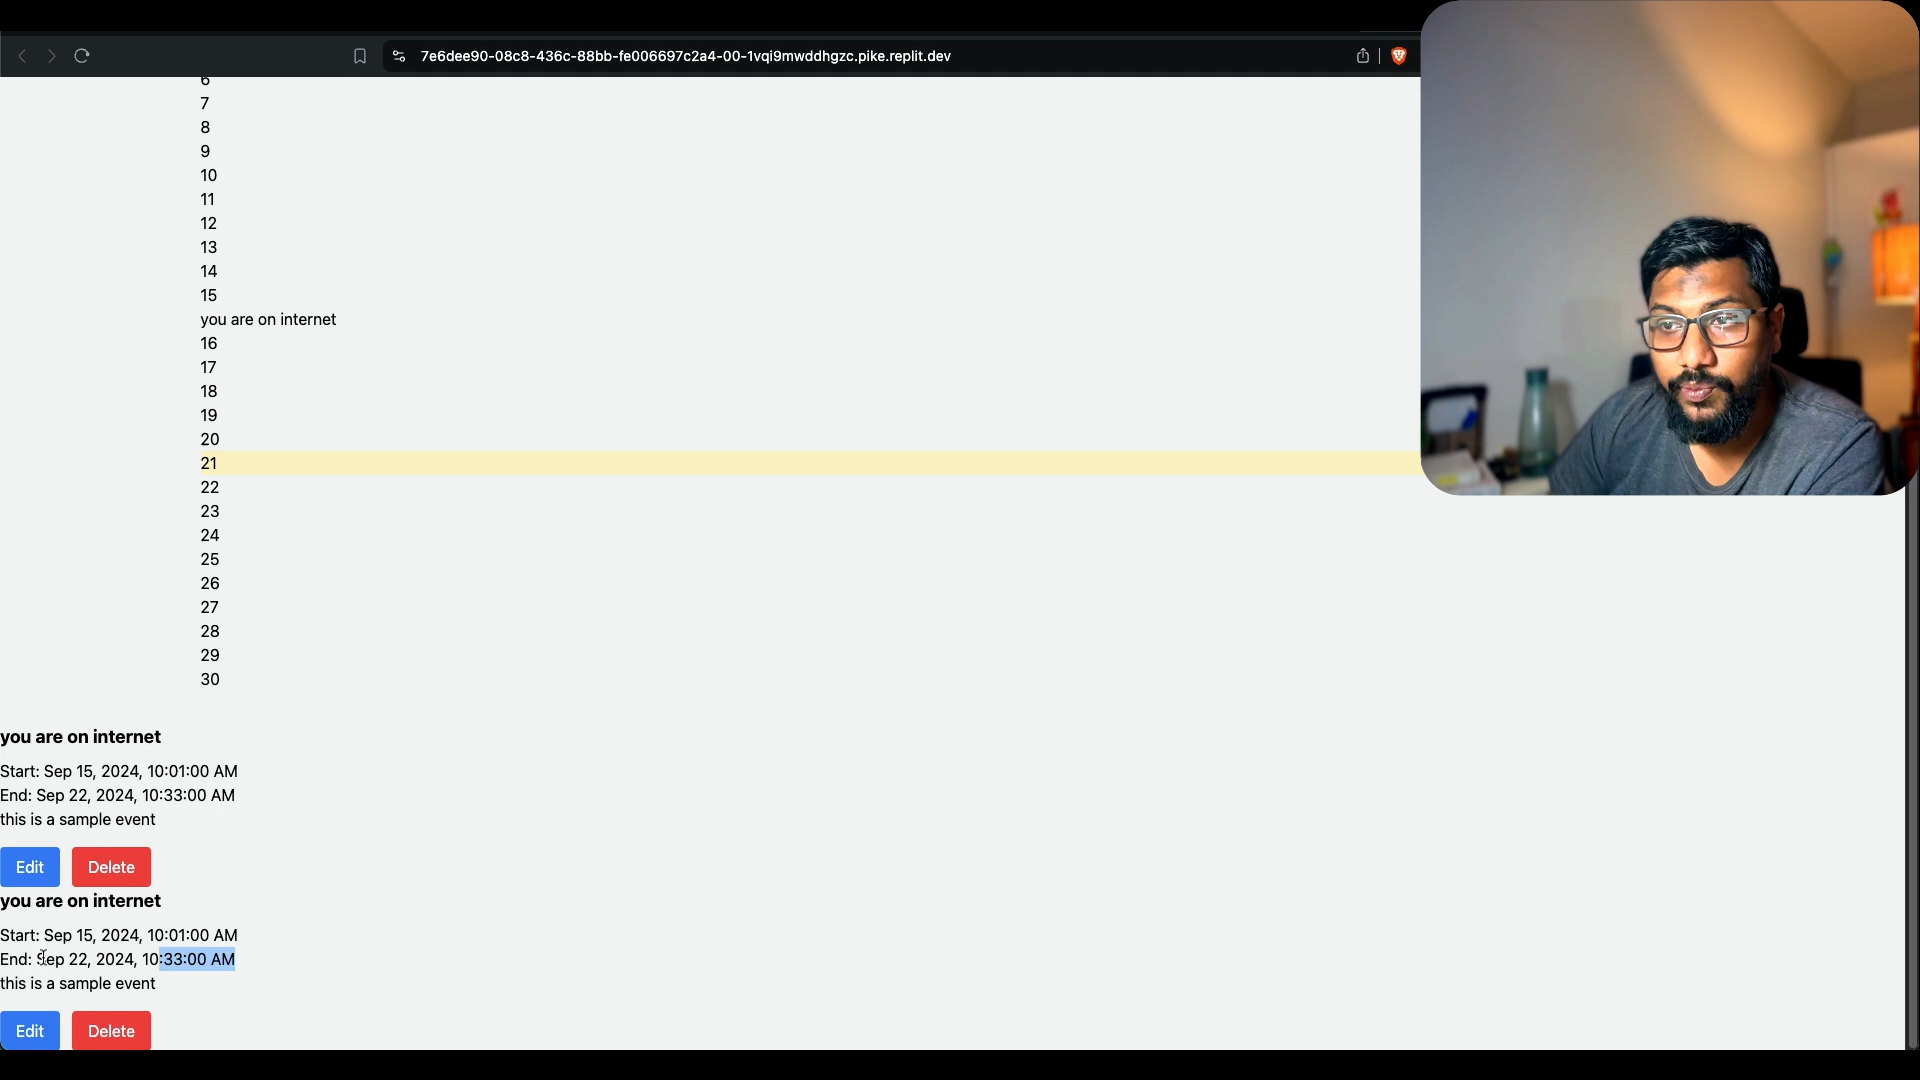 7e6dee90-08c8-436c-88bb-fe006697c2a4-00-1vqi9mwddhgzc.pike.replit.dev
6
7
8
9
10
11
12
13
14
15
you are on internet
16
17
18
19
20
21
22
23
24
25
26
27
28
29
30
you are on internet
Start: Sep 15, 2024, 10:01:00 AM
End: Sep 22, 2024, 10:33:00 AM
this is a sample event
Edit Delete
you are on internet
Start: Sep 15, 2024, 10:01:00 AM
End: Sep 22, 2024, 10:33:00 AM
this is a sample event
Edit Delete